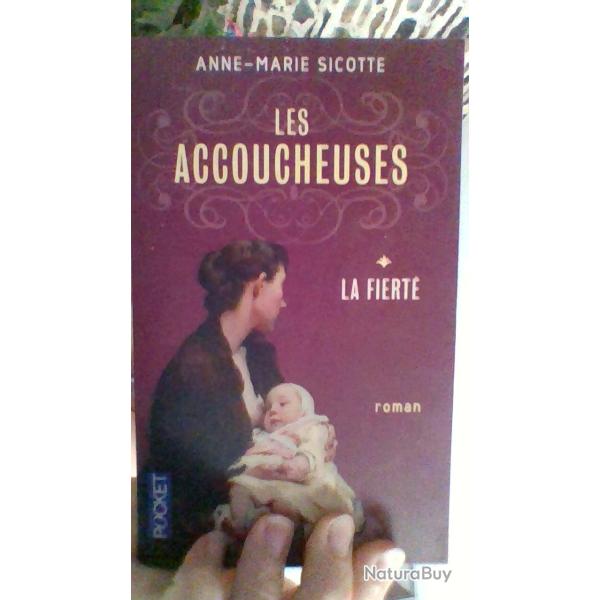 ANNE-MARIE SICOTTE
LES
ACCOUCHEUSES
LA FIERTÉ
roman
POCKET
NaturaBuy